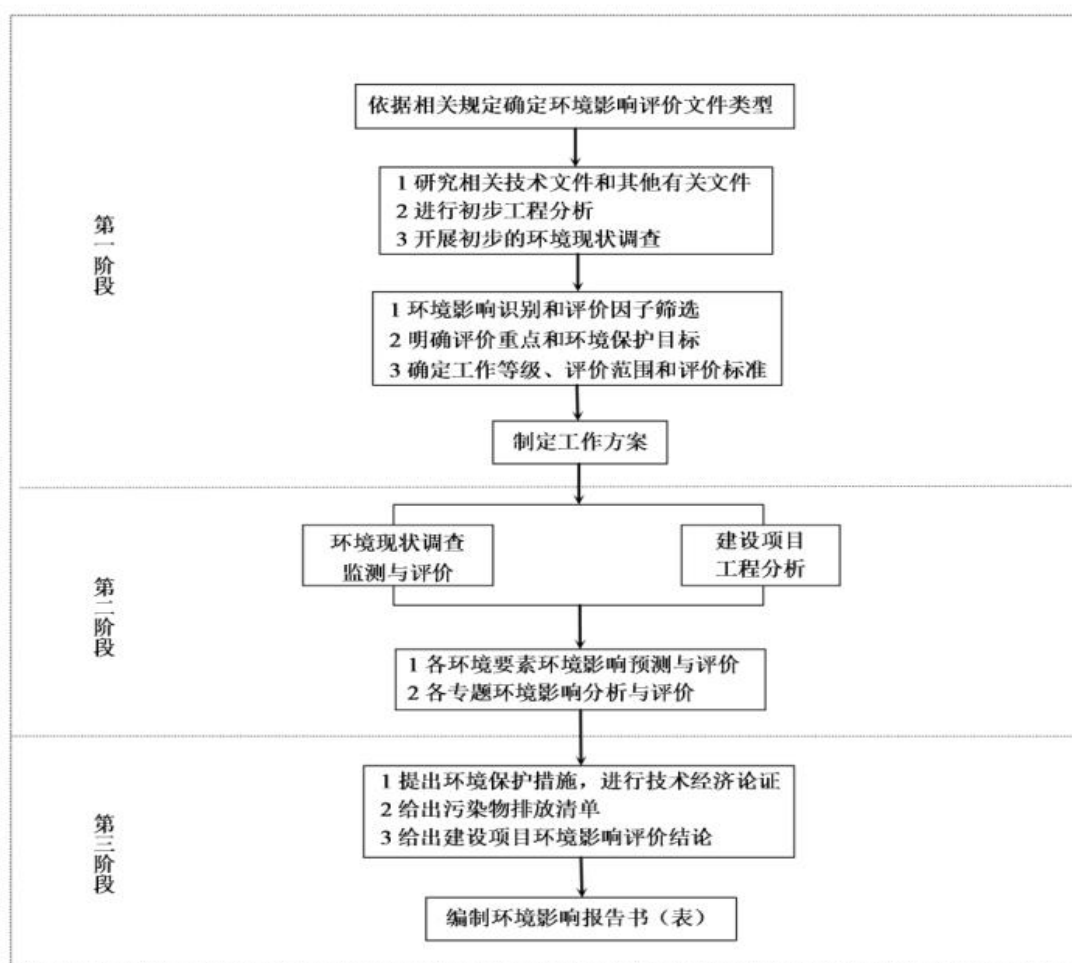 依据相关规定确定环境影响评价文件类型
1 研究相关技术文件和其他有关文件
2 进行初步工程分析
3 开展初步的环境现状调查
第一阶段
1 环境影响识别和评价因子筛选
2 明确评价重点和环境保护目标
3 确定工作等级、评价范围和评价标准
制定工作方案
环境现状调查
监测与评价
建设项目
工程分析
第二阶段
1 各环境要素环境影响预测与评价
2 各专题环境影响分析与评价
1 提出环境保护措施，进行技术经济论证
2 给出污染物排放清单
3 给出建设项目环境影响评价结论
第三阶段
编制环境影响报告书（表）